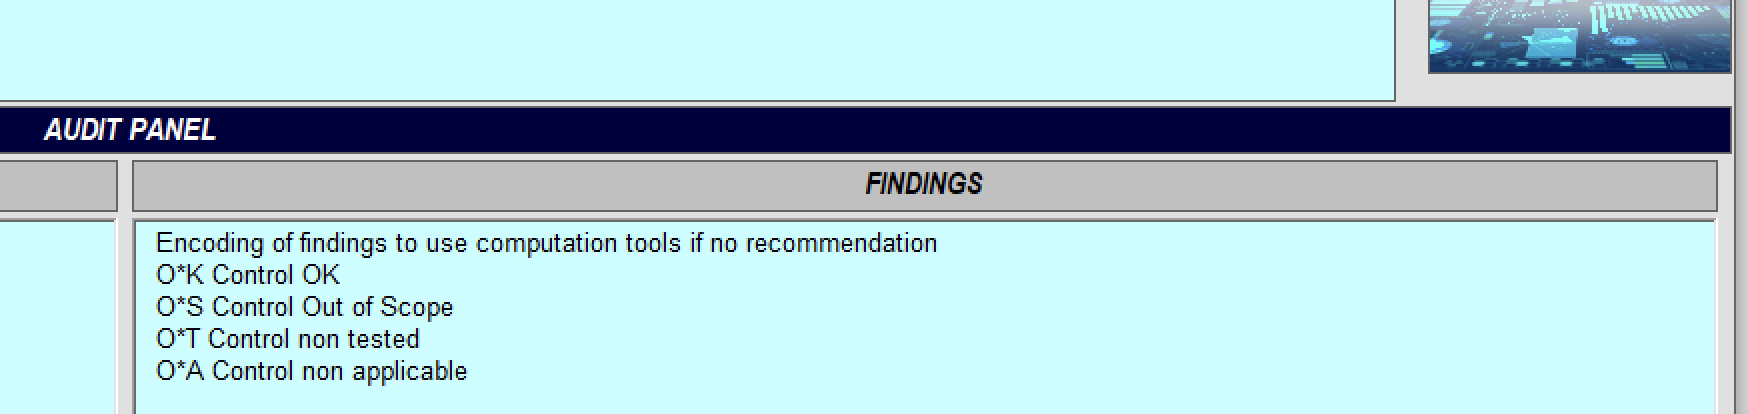 AUDIT PANEL
FINDINGS
Encoding of findings to use computation tools if no recommendation
O*K Control OK
O*S Control Out of Scope
O*T Control non tested
O*A Control non applicable